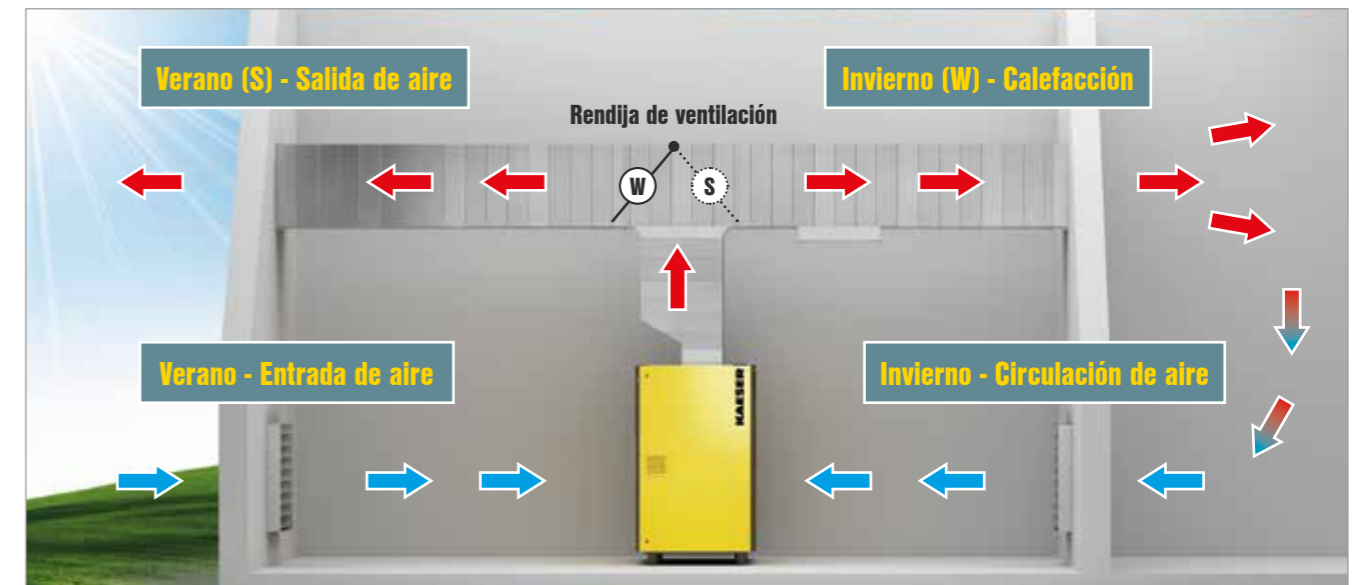 Verano (S) - Salida de aire
Invierno (W) - Calefacción
Rendija de ventilación
W
S
Verano - Entrada de aire
Invierno - Circulación de aire
KAESER